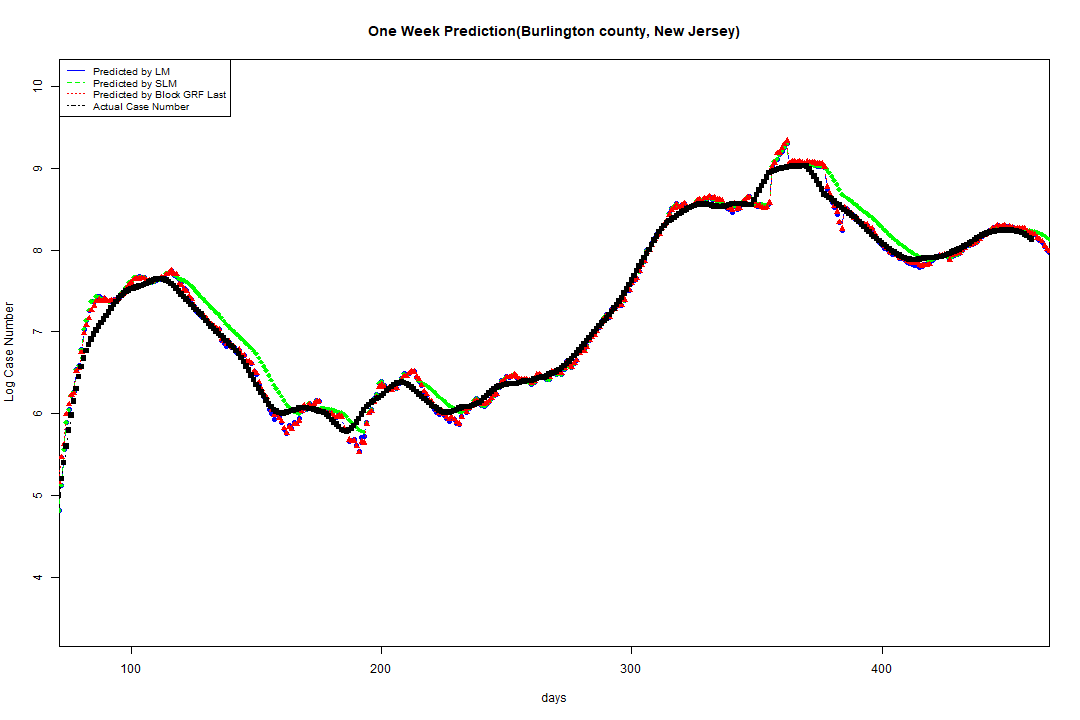 One Week Prediction(Burlington county, New Jersey)
Predicted by LM
Predicted by SLM
Predicted by Block GRF Last
Actual Case Number
10
9
8
7
6
5
4
Log Case Number
100 200 300 400
days